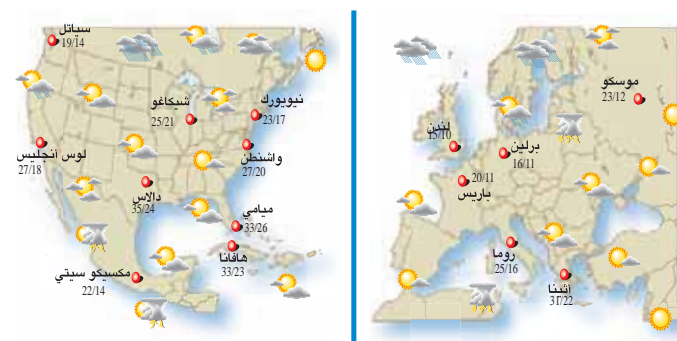 سياتل
19/14
شيكاغو
25/21
نيويورك
23/17
لوس أنجليس
27/18
واشنطن
27/20
دالاس
35/24
ميامي
33/26
هافانا
33/23
مكسيكو سيتي
22/14
موسكو
23/12
لندن
15/10
برلين
16/11
20/11
باريس
روما
25/16
أثينا
31/22